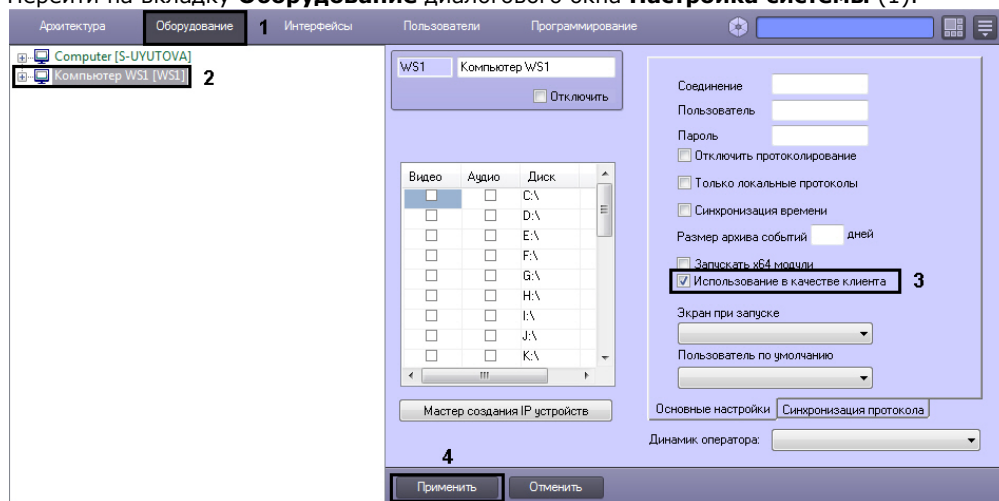 Перейти на вкладку Оборудование диалогового окна Настройка системы (1).
Архитектура Оборудование 1 Интерфейсы Пользователи Программирование
Computer [S-UYUTOVA]
Компьютер WS1 [WS1] 2
WS1 Компьютер WS1
Отключить
Видео Аудио Диск
C:\
D:\
E:\
F:\
G:\
H:\
I:\
J:\
K:\
Мастер создания IP устройств
Соединение
Пользователь
Пароль
Отключить протоколирование
Только локальные протоколы
Синхронизация времени
Размер архива событий дней
Запускать x64 модули
Использование в качестве клиента 3
Экран при запуске
Пользователь по умолчанию
Основные настройки Синхронизация протокола
Динамик оператора:
4
Применить Отменить